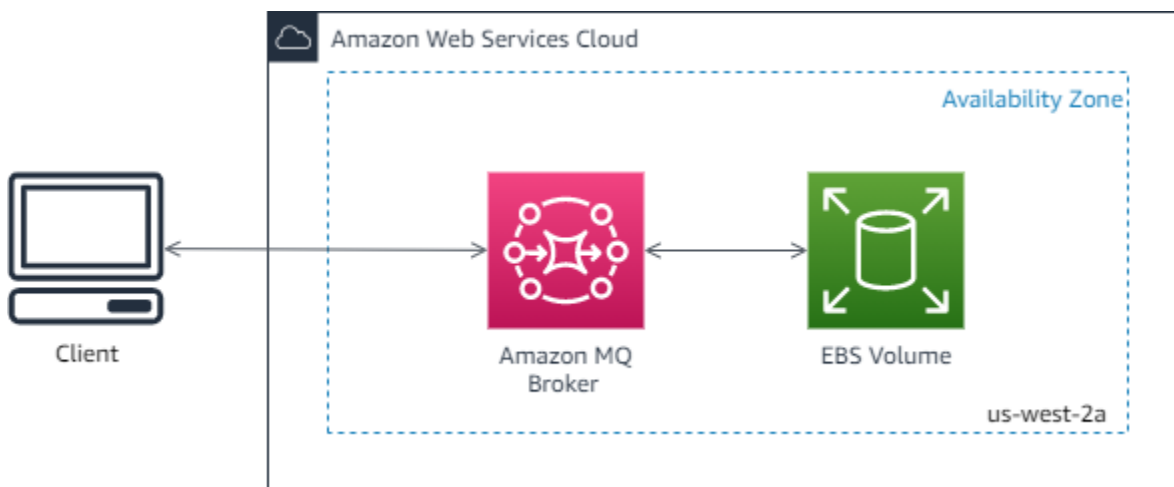 Amazon Web Services Cloud
Availability Zone
Client
Amazon MQ
Broker
EBS Volume
us-west-2a